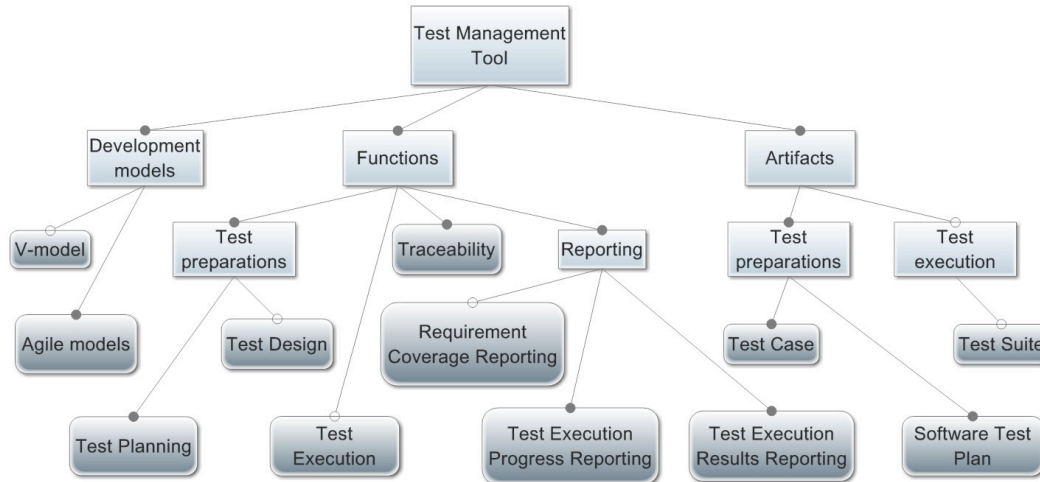 Test Management
Tool
Development
models
Functions
Artifacts
V-model
Test
preparations
Traceability
Reporting
Test
preparations
Test
execution
Agile models
Test Design
Requirement
Coverage Reporting
Test Case
Test Suite
Test Planning
Test
Execution
Test Execution
Progress Reporting
Test Execution
Results Reporting
Software Test
Plan